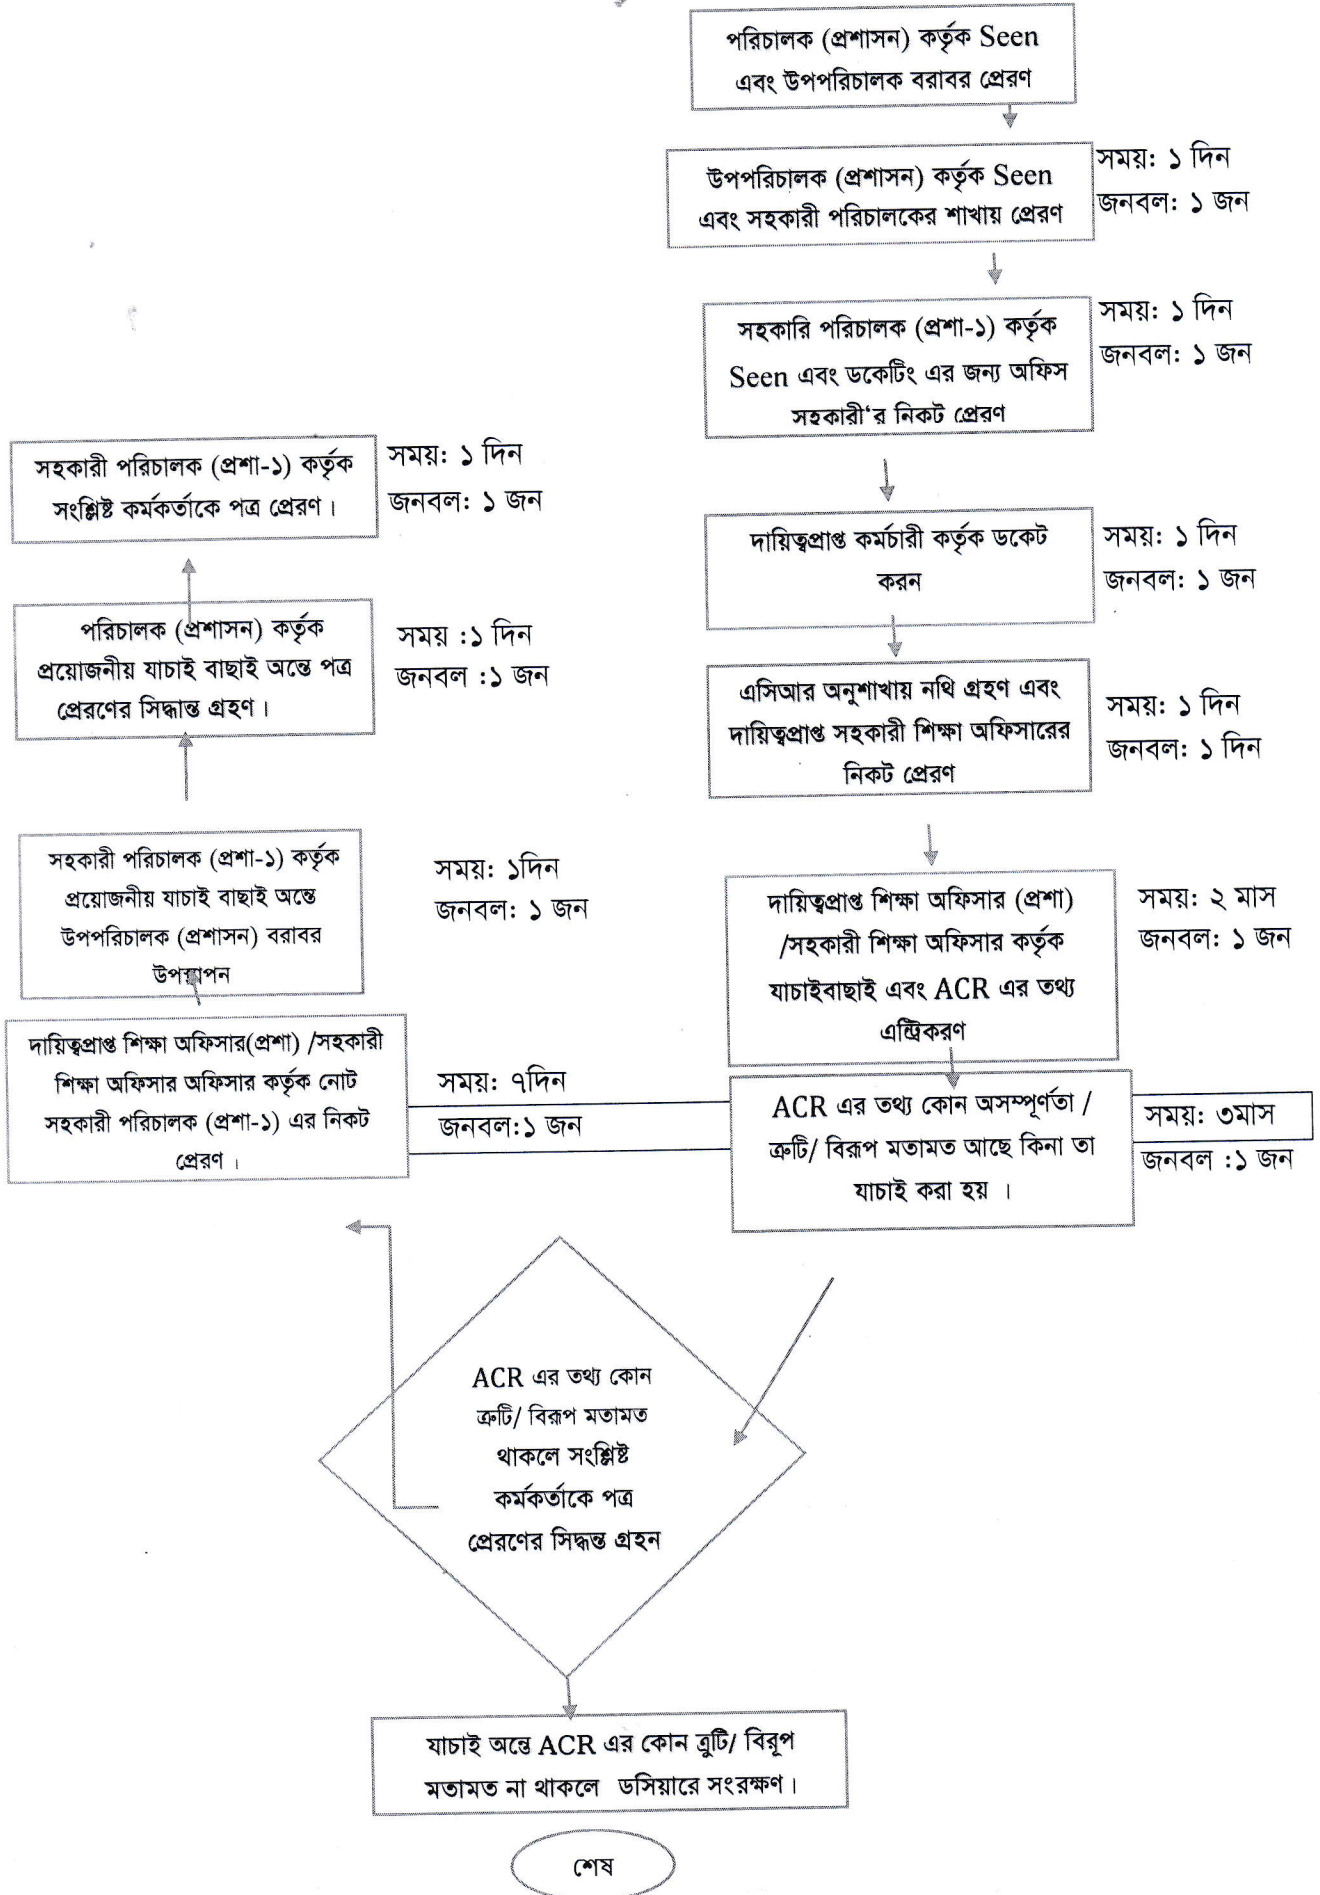 পরিচালক (প্রশাসন) কর্তৃক Seen
এবং উপপরিচালক বরাবর প্রেরণ
উপপরিচালক (প্রশাসন) কর্তৃক Seen
এবং সহকারী পরিচালকের শাখায় প্রেরণ
সময়: ১ দিন
জনবল: ১ জন
সহকারি পরিচালক (প্রশা-১) কর্তৃক
Seen এবং ডকেটিং এর জন্য অফিস
সহকারী‘র নিকট প্রেরণ
সময়: ১ দিন
জনবল: ১ জন
দায়িত্বপ্রাপ্ত কর্মচারী কর্তৃক ডকেট
করন
সময়: ১ দিন
জনবল: ১ জন
এসিআর অনুশাখায় নথি গ্রহণ এবং
দায়িত্বপ্রাপ্ত সহকারী শিক্ষা অফিসারের
নিকট প্রেরণ
সময়: ১ দিন
জনবল: ১ দিন
দায়িত্বপ্রাপ্ত শিক্ষা অফিসার (প্রশা)
/সহকারী শিক্ষা অফিসার কর্তৃক
যাচাইবাছাই এবং ACR এর তথ্য
এন্ট্রিকরণ
সময়: ২ মাস
জনবল: ১ জন
ACR এর তথ্য কোন অসম্পূর্ণতা /
ত্রুটি/ বিরূপ মতামত আছে কিনা তা
যাচাই করা হয় ।
সময়: ৩মাস
জনবল :১ জন
ACR এর তথ্য কোন
ত্রুটি/ বিরূপ মতামত
থাকলে সংশ্লিষ্ট
কর্মকর্তাকে পত্র
প্রেরণের সিদ্ধন্ত গ্রহন
দায়িত্বপ্রাপ্ত শিক্ষা অফিসার(প্রশা) /সহকারী
শিক্ষা অফিসার অফিসার কর্তৃক নোট
সহকারী পরিচালক (প্রশা-১) এর নিকট
প্রেরণ ।
সময়: ৭দিন
জনবল:১ জন
সহকারী পরিচালক (প্রশা-১) কর্তৃক
প্রয়োজনীয় যাচাই বাছাই অন্তে
উপপরিচালক (প্রশাসন) বরাবর
উপস্থাপন
সময়: ১দিন
জনবল: ১ জন
পরিচালক (প্রশাসন) কর্তৃক
প্রয়োজনীয় যাচাই বাছাই অন্তে পত্র
প্রেরণের সিদ্ধান্ত গ্রহণ ।
সময় :১ দিন
জনবল :১ জন
সহকারী পরিচালক (প্রশা-১) কর্তৃক
সংশ্লিষ্ট কর্মকর্তাকে পত্র প্রেরণ ।
সময়: ১ দিন
জনবল: ১ জন
যাচাই অন্তে ACR এর কোন ত্রুটি/ বিরূপ
মতামত না থাকলে ডসিয়ারে সংরক্ষণ ।
শেষ